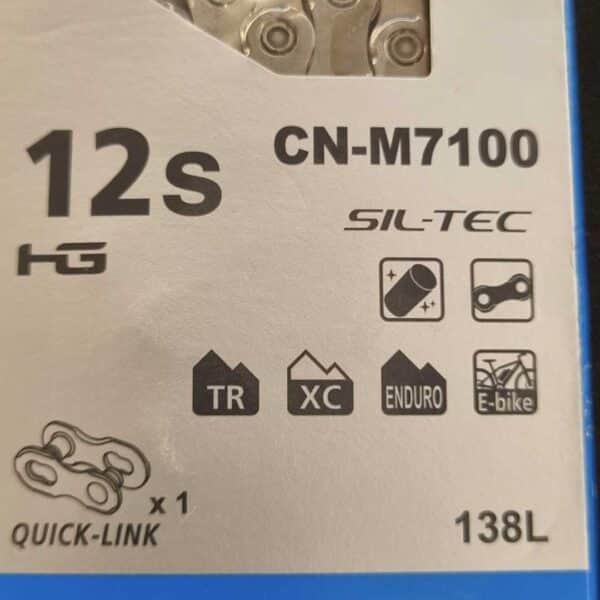 12s
CN-M7100
SIL-TEC
HG
TR
XC
ENDURO
E-bike
x 1
QUICK-LINK
138L